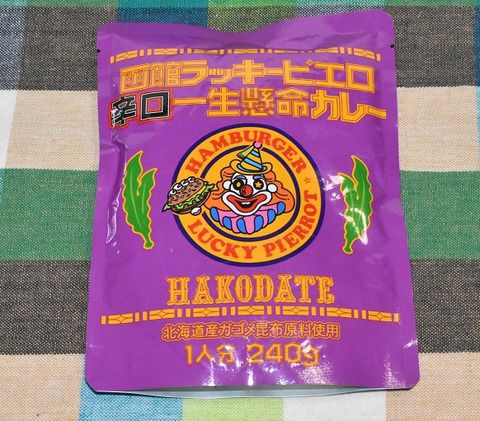 函館ラッキーピエロ
辛口一生懸命カレー
HAMBURGER
LUCKY PIERROT
HAKODATE
北海道産ガゴメ昆布原料使用
1人分 240g